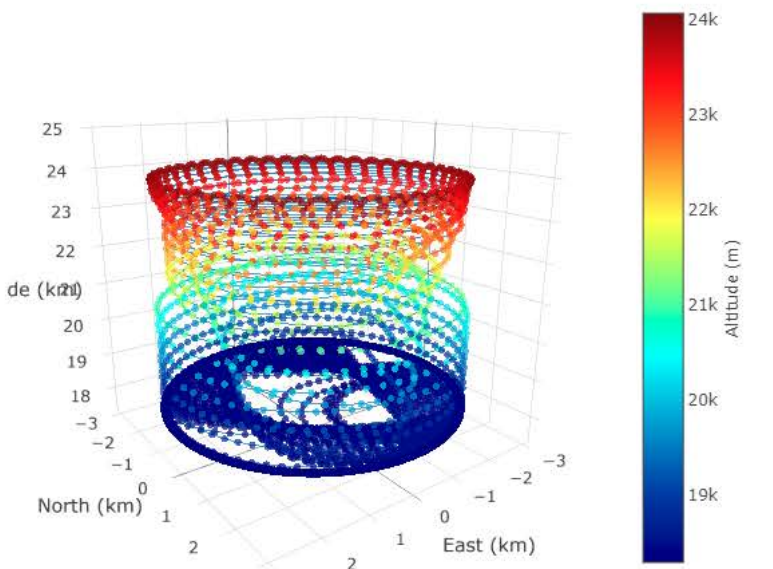 24k
23k
22k
21k
20k
19k
Altitude (m)
25
24
23
22
21
20
19
18
de (km)
−3
−2
−1
0
1
2
North (km)
−3
−2
−1
0
1
2
East (km)